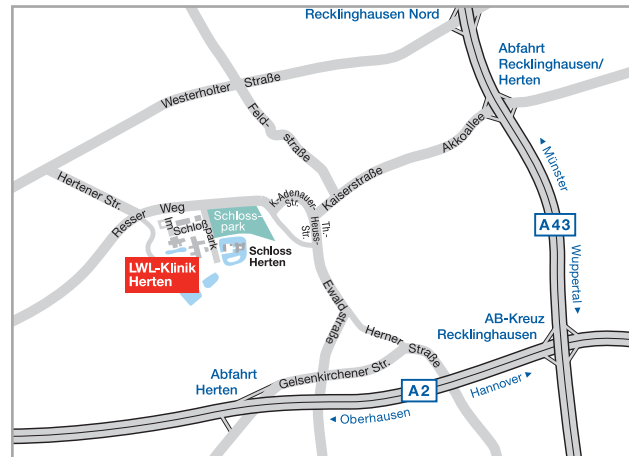 Recklinghausen Nord
Abfahrt
Recklinghausen/
Herten
Westerholter Straße
Feld-
straße
Akkoallee
Kaiserstraße
Münster
Hertener Str.
K-Adenauer-
Str.
Resser Weg
Im Schlosspark
Schloss-
park
Th.-
Heuss-
Str.
A43
Schloss
Herten
Wuppertal
LWL-Klinik
Herten
Ewaldstraße
AB-Kreuz
Recklinghausen
Herner Straße
Abfahrt
Herten
Gelsenkirchener Str.
A2
Hannover
Oberhausen